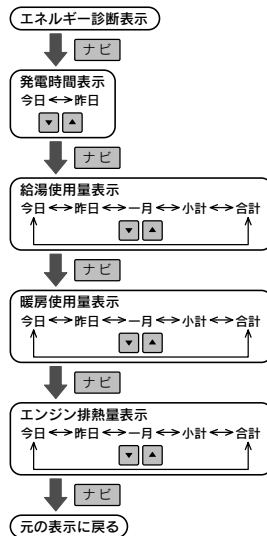 エネルギー診断表示
ナビ
発電時間表示
今日⟷昨日
▼ ▲
ナビ
給湯使用量表示
今日⟷昨日⟷一月⟷小計⟷合計
▼ ▲
ナビ
暖房使用量表示
今日⟷昨日⟷一月⟷小計⟷合計
▼ ▲
ナビ
エンジン排熱量表示
今日⟷昨日⟷一月⟷小計⟷合計
▼ ▲
ナビ
元の表示に戻る